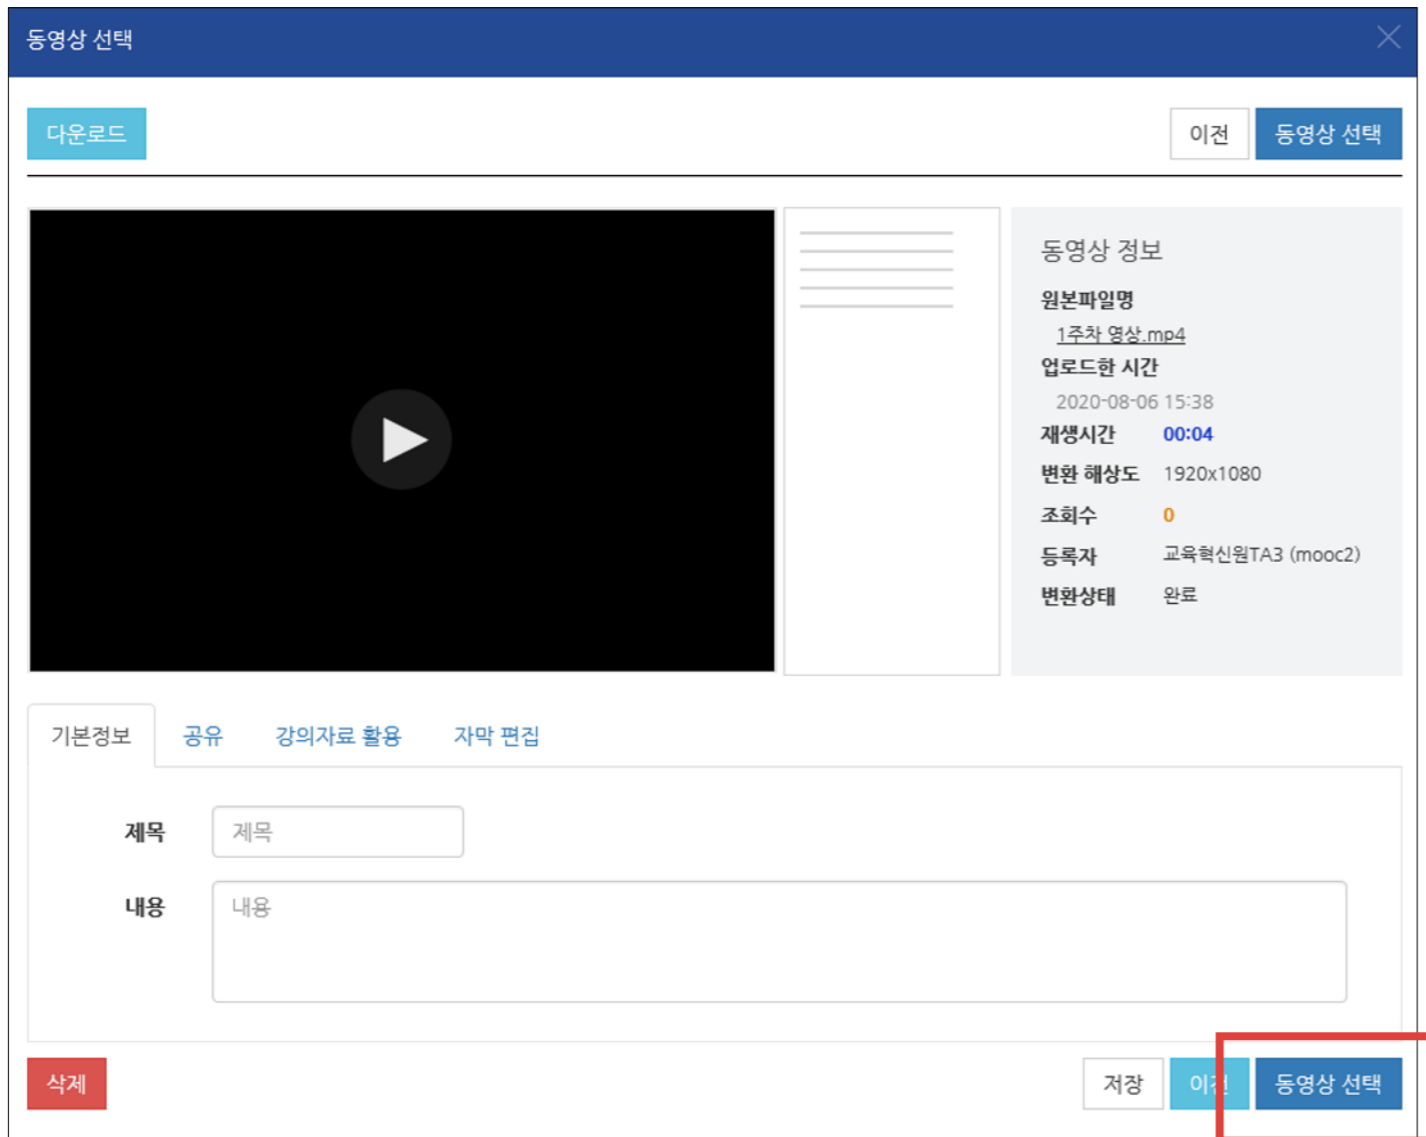 동영상 선택
다운로드
이전
동영상 선택
동영상 정보
원본파일명
1주차 영상.mp4
업로드한 시간
2020-08-06 15:38
재생시간 00:04
변환 해상도 1920x1080
조회수 0
등록자 교육혁신원TA3 (mooc2)
변환상태 완료
기본정보 공유 강의자료 활용 자막 편집
제목 제목
내용 내용
삭제
저장
이전
동영상 선택